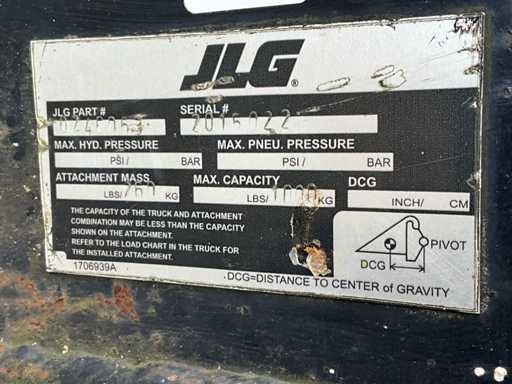 JLG®
JLG PART #
SERIAL #
2015022
MAX. HYD. PRESSURE
MAX. PNEU. PRESSURE
PSI/ BAR
PSI/ BAR
ATTACHMENT MASS
MAX. CAPACITY
DCG
LBS/ KG
LBS/ KG
INCH/ CM
THE CAPACITY OF THE TRUCK AND ATTACHMENT
COMBINATION MAY BE LESS THAN THE CAPACITY
SHOWN ON THE ATTACHMENT.
REFER TO THE LOAD CHART IN THE TRUCK FOR
THE INSTALLED ATTACHMENT.
PIVOT
DCG
1706939A
DCG=DISTANCE TO CENTER of GRAVITY